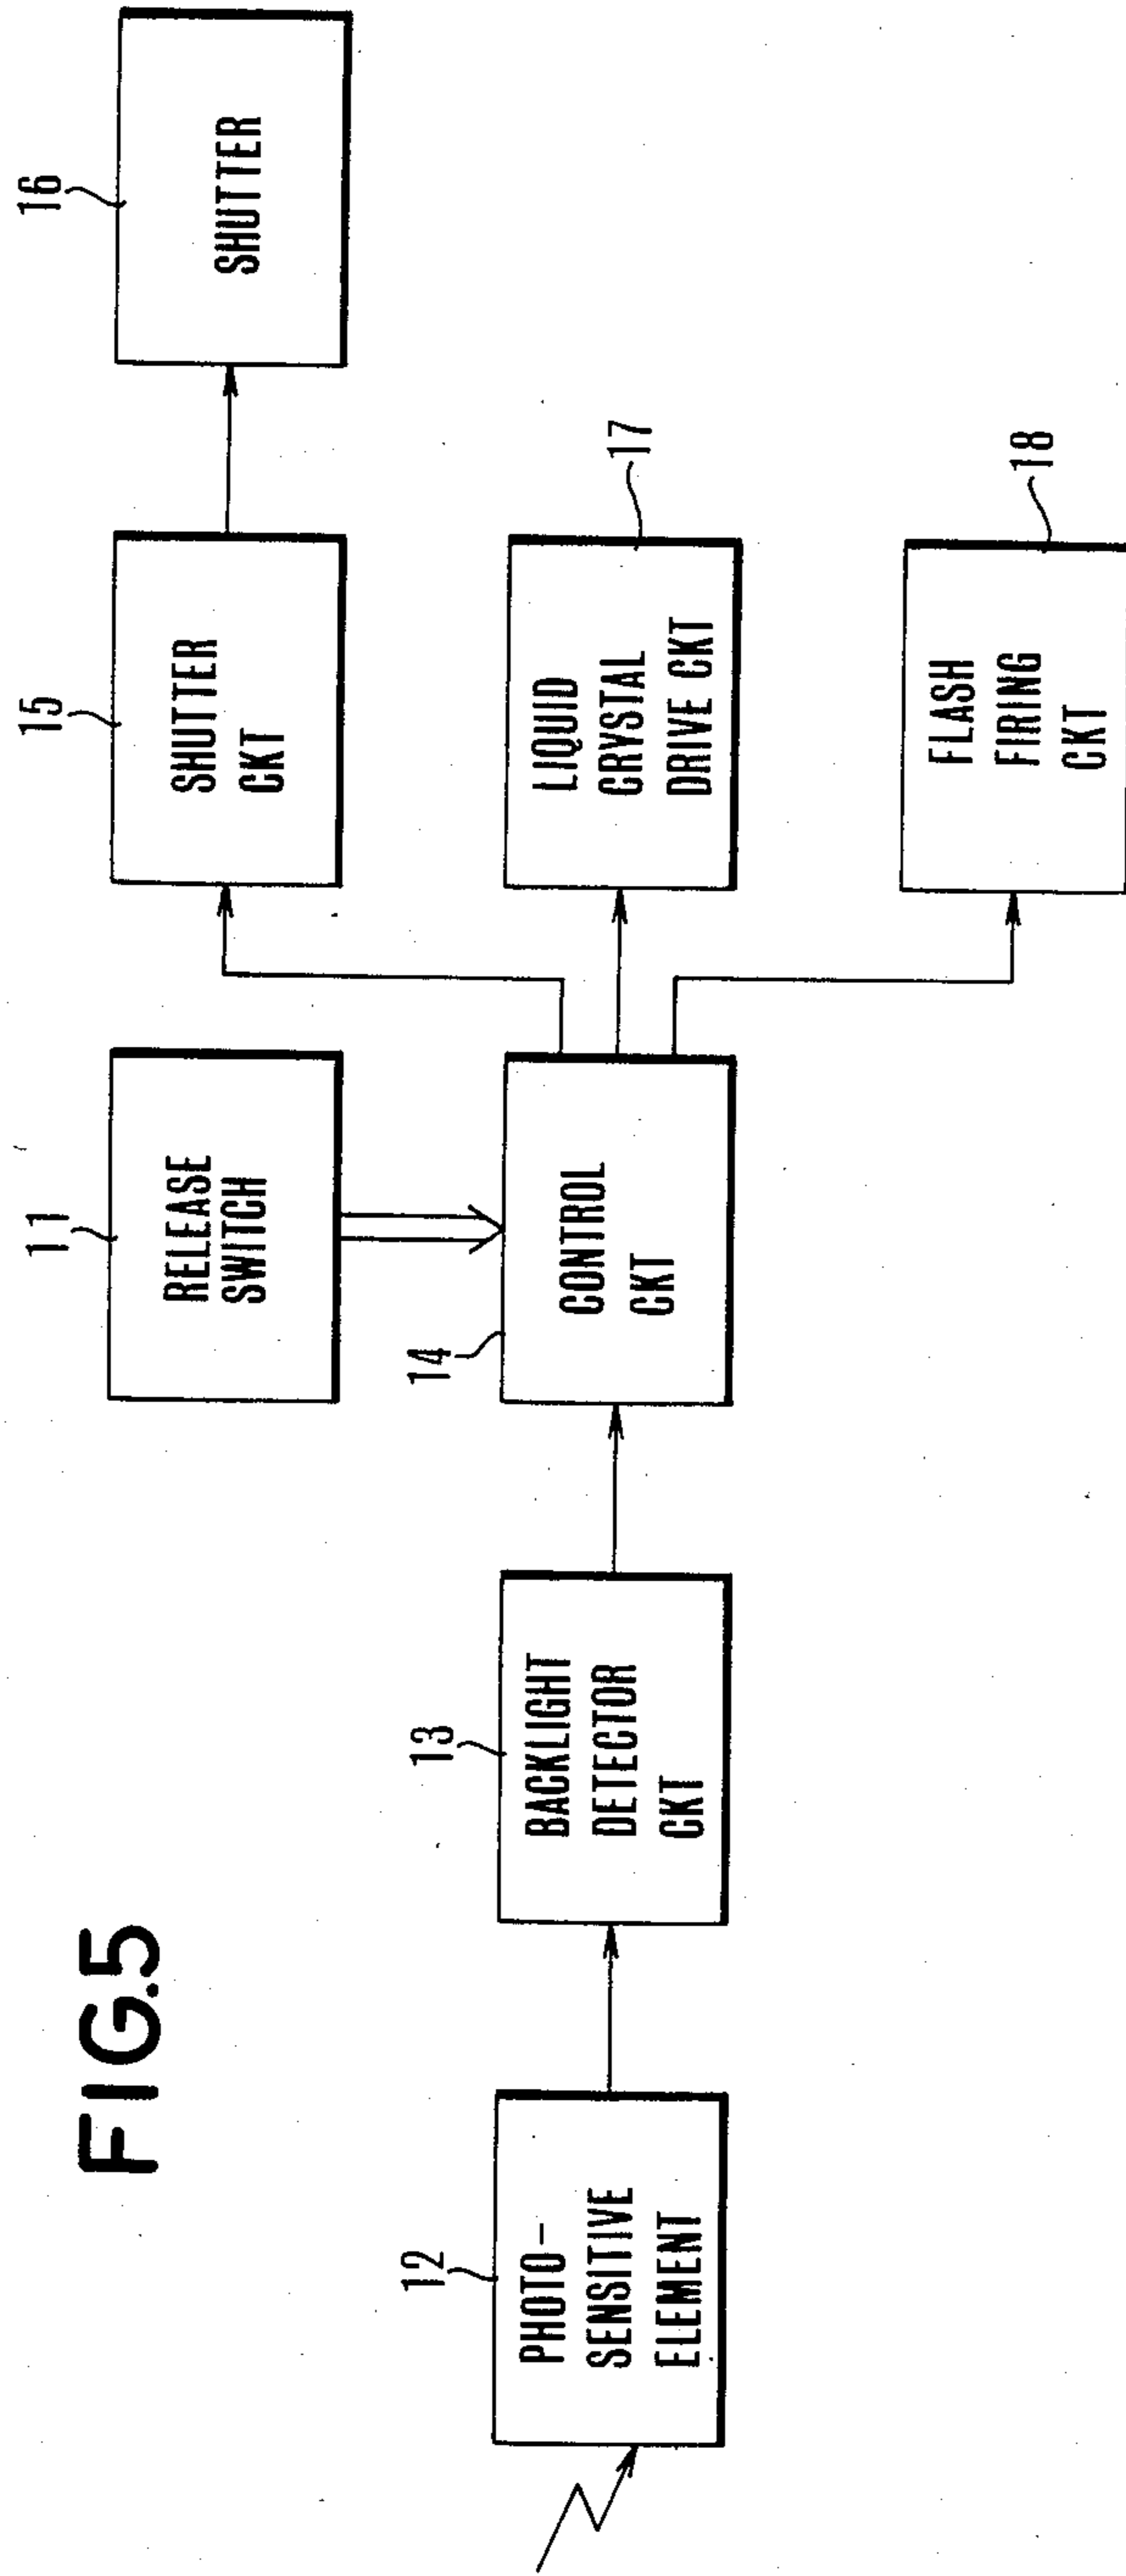 FIG.5
12
PHOTO-
SENSITIVE
ELEMENT
13
BACKLIGHT
DETECTOR
CKT
11
RELEASE
SWITCH
14
CONTROL
CKT
15
SHUTTER
CKT
16
SHUTTER
LIQUID
CRYSTAL
DRIVE CKT
17
FLASH
FIRING
CKT
18